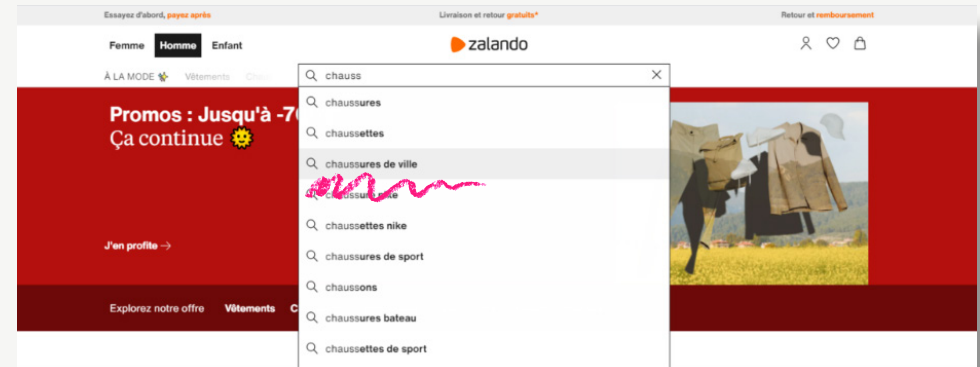 Essayez d'abord, payez après
Livraison et retour gratuits*
Retour et remboursement
Femme Homme Enfant
zalando
À LA MODE Vêtements
chauss
Promos : Jusqu'à
Ça continue
J'en profite →
chaussures
chaussettes
chaussures de ville
nike
chaussettes nike
chaussures de sport
chaussons
chaussures bateau
chaussettes de sport
Explorez notre offre Vêtements